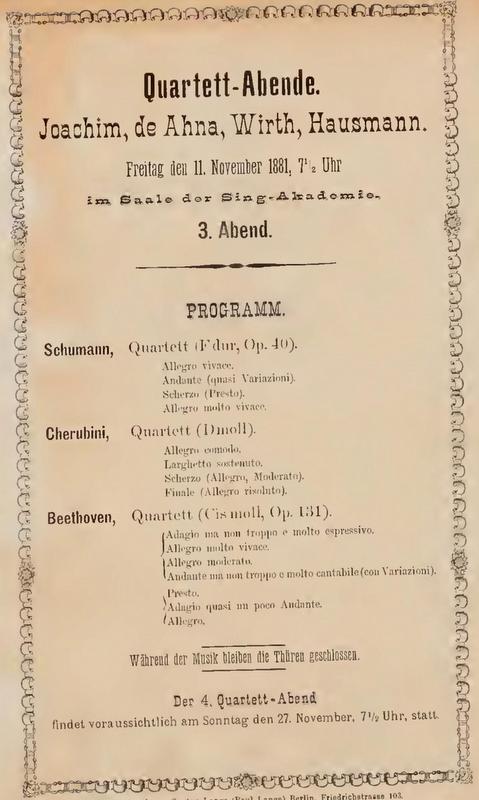 Quartett-Abende.
Joachim, de Ahna, Wirth, Hausmann.
Freitag den 11. November 1881, 7½ Uhr
im Saale der Sing-Akademie.
3. Abend.
PROGRAMM.
Schumann, Quartett (F dur, Op. 40).
Allegro vivace.
Andante (quasi Variazioni).
Scherzo (Presto).
Allegro molto vivace.
Cherubini, Quartett (D moll).
Allegro comodo.
Larghetto sostenuto.
Scherzo (Allegro, Moderato).
Finale (Allegro risoluto).
Beethoven, Quartett (Cis moll, Op. 131).
Adagio ma non troppo e molto espressivo.
Allegro molto vivace.
Allegro moderato.
Andante ma non troppo e molto cantabile (con Variazioni).
Presto.
Adagio quasi un poco Andante.
Allegro.
Während der Musik bleiben die Thüren geschlossen.
Der 4. Quartett-Abend
findet voraussichtlich am Sonntag den 27. November, 7½ Uhr, statt.
Berlin, Friedrichstrasse 103.